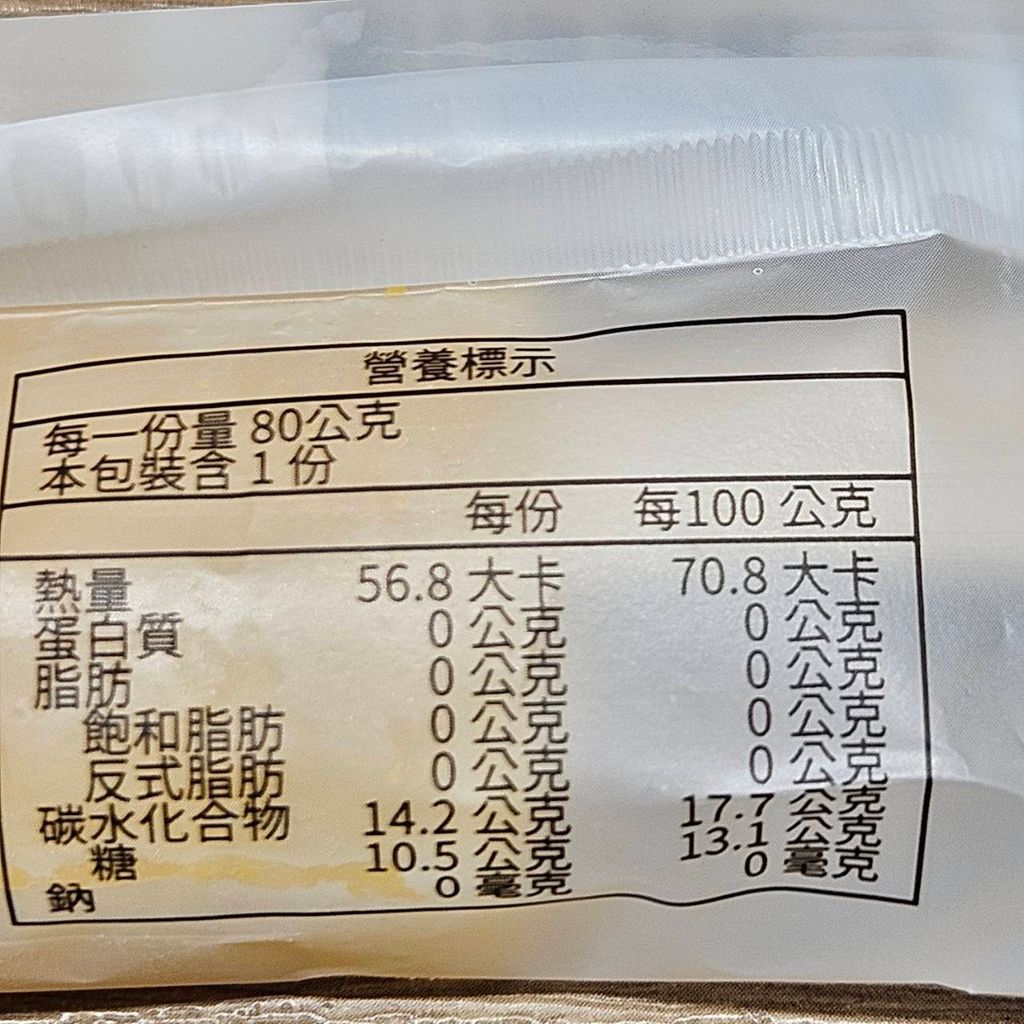 營養標示
每一份量 80公克
本包裝含 1 份
每份 每100 公克
熱量 56.8 大卡 70.8 大卡
蛋白質 0 公克 0 公克
脂肪 0 公克 0 公克
飽和脂肪 0 公克 0 公克
反式脂肪 0 公克 0 公克
碳水化合物 14.2 公克 17.7 公克
糖 10.5 公克 13.1 公克
鈉 0 毫克 0 毫克